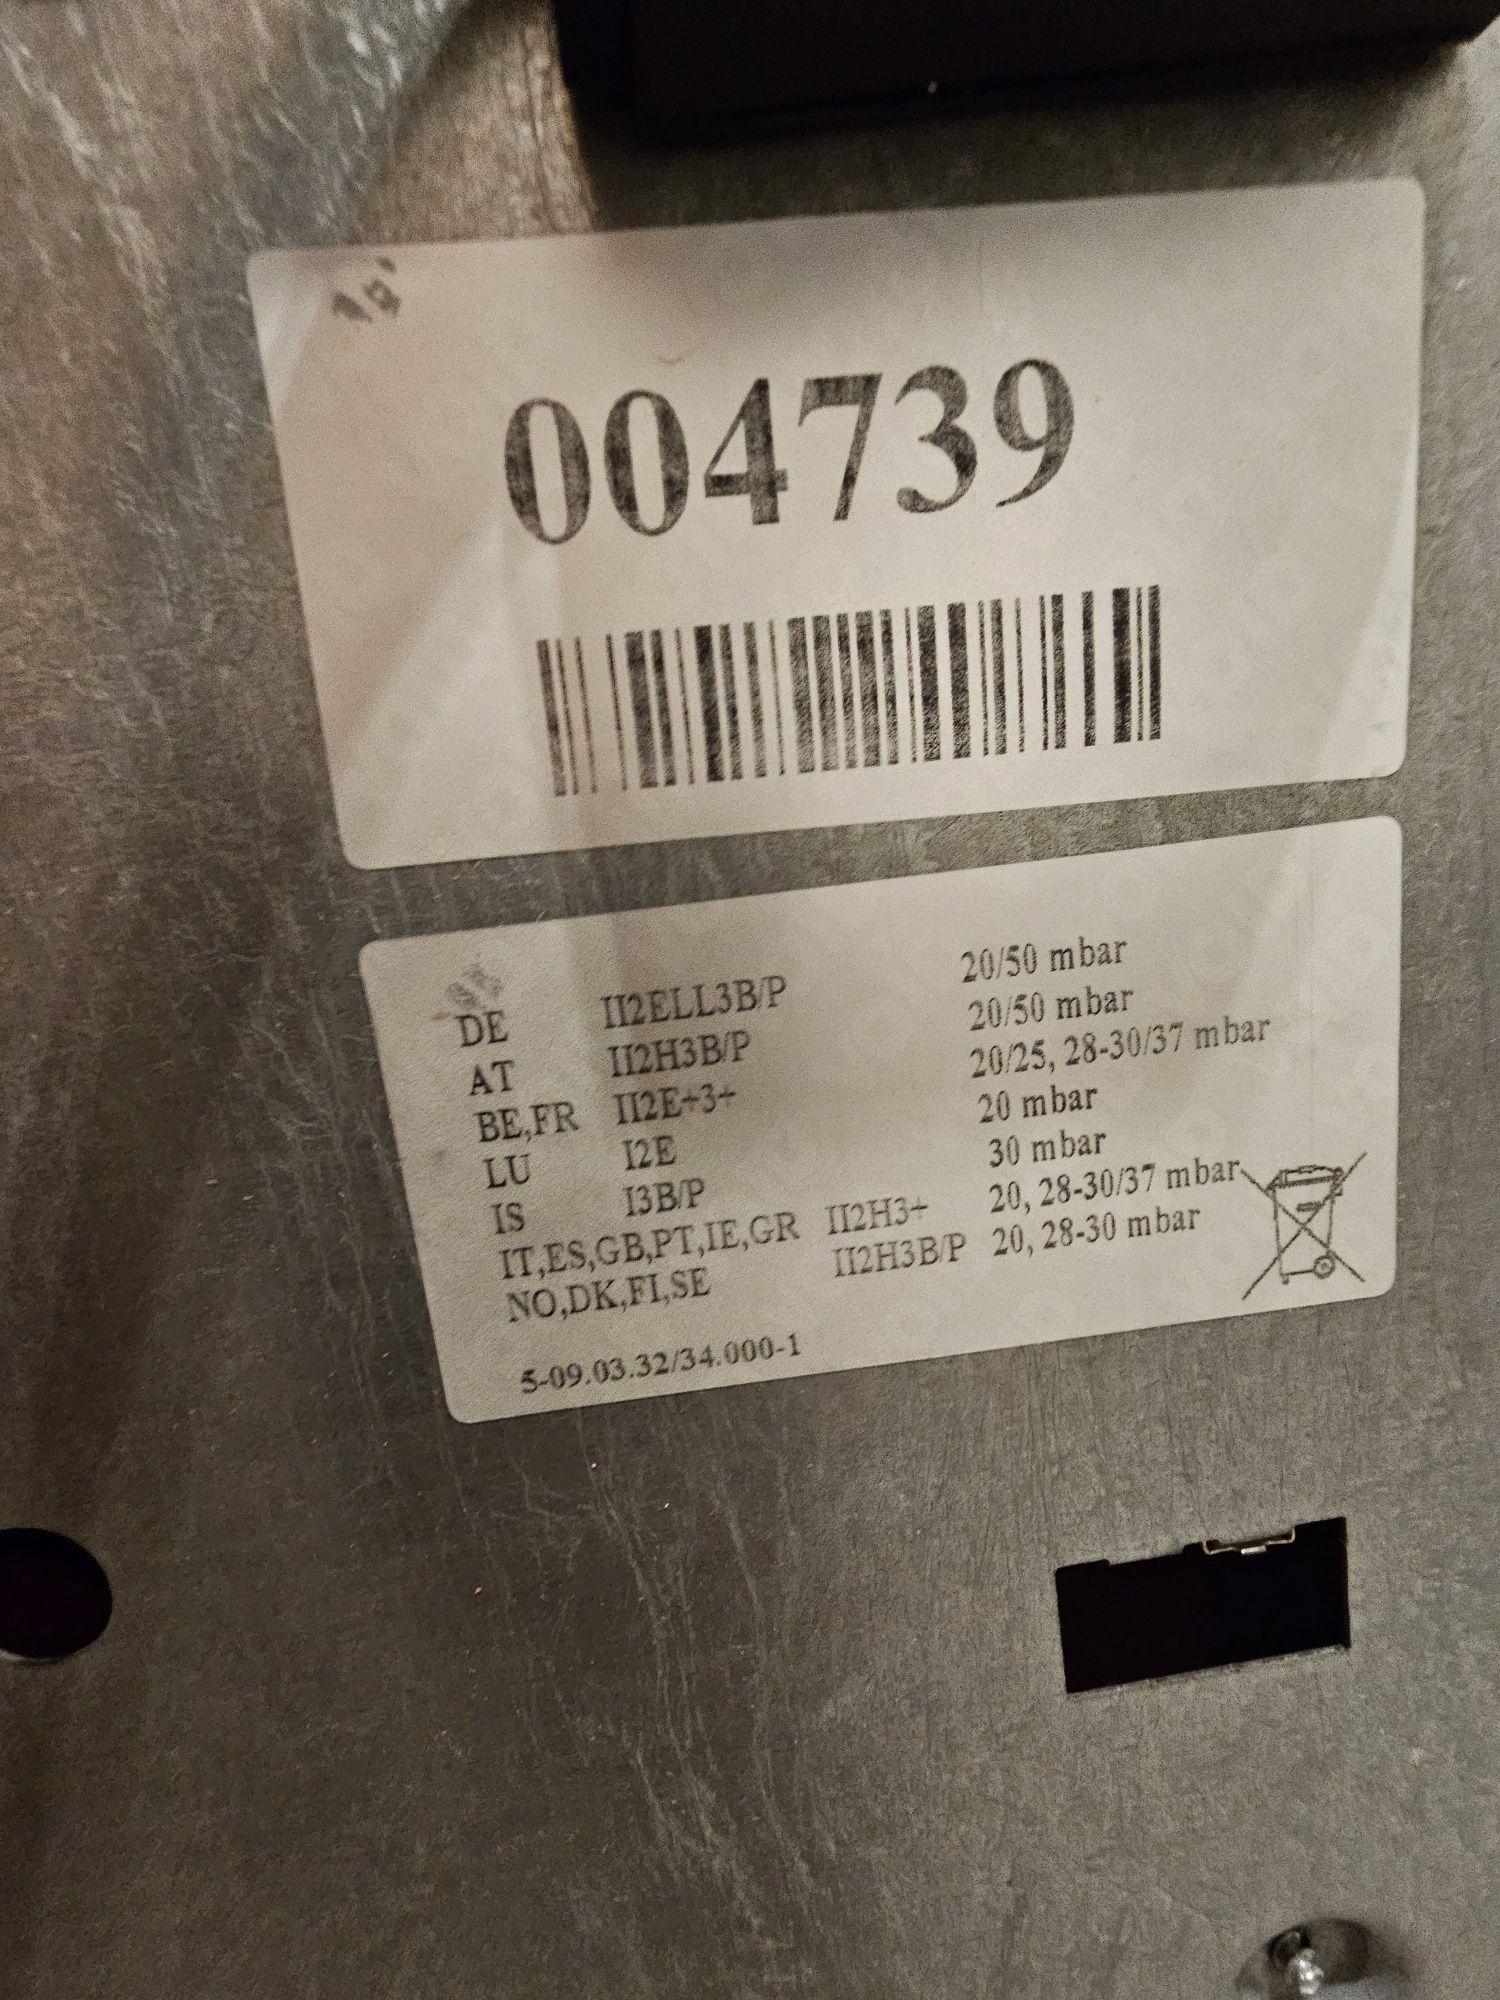 004739
DE II2ELL3B/P 20/50 mbar
AT II2H3B/P 20/50 mbar
BE,FR II2E+3+ 20/25, 28-30/37 mbar
LU I2E 20 mbar
IS I3B/P 30 mbar
IT,ES,GB,PT,IE,GR II2H3+ 20, 28-30/37 mbar
NO,DK,FI,SE II2H3B/P 20, 28-30 mbar
5-09.03.32/34.000-1